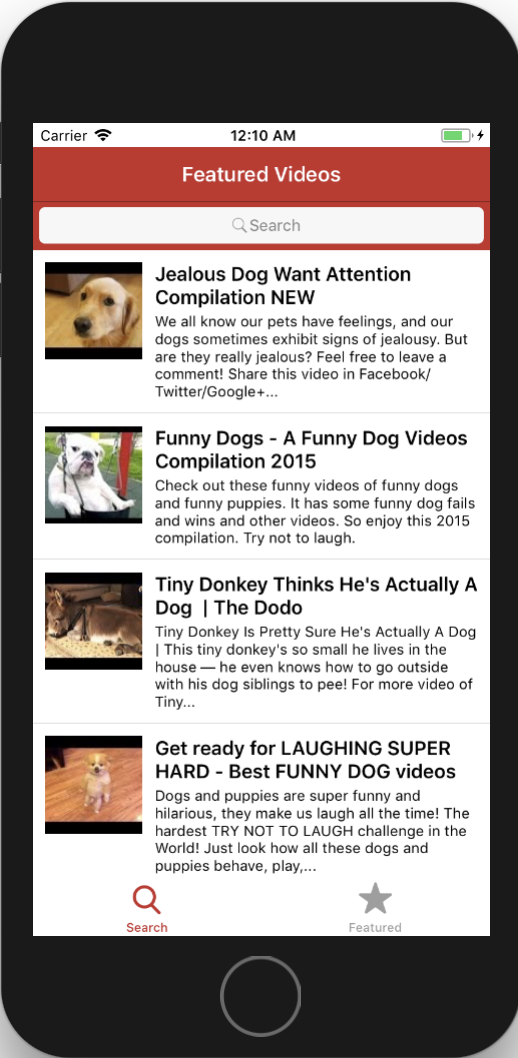 Carrier 12:10 AM
Featured Videos
Search
Jealous Dog Want Attention
Compilation NEW
We all know our pets have feelings, and our
dogs sometimes exhibit signs of jealousy. But
are they really jealous? Feel free to leave a
comment! Share this video in Facebook/
Twitter/Google+...
Funny Dogs - A Funny Dog Videos
Compilation 2015
Check out these funny videos of funny dogs
and funny puppies. It has some funny dog fails
and wins and other videos. So enjoy this 2015
compilation. Try not to laugh.
Tiny Donkey Thinks He's Actually A
Dog | The Dodo
Tiny Donkey Is Pretty Sure He's Actually A Dog
| This tiny donkey's so small he lives in the
house — he even knows how to go outside
with his dog siblings to pee! For more video of
Tiny...
Get ready for LAUGHING SUPER
HARD - Best FUNNY DOG videos
Dogs and puppies are super funny and
hilarious, they make us laugh all the time! The
hardest TRY NOT TO LAUGH challenge in the
World! Just look how all these dogs and
puppies behave, play,...
Search Featured